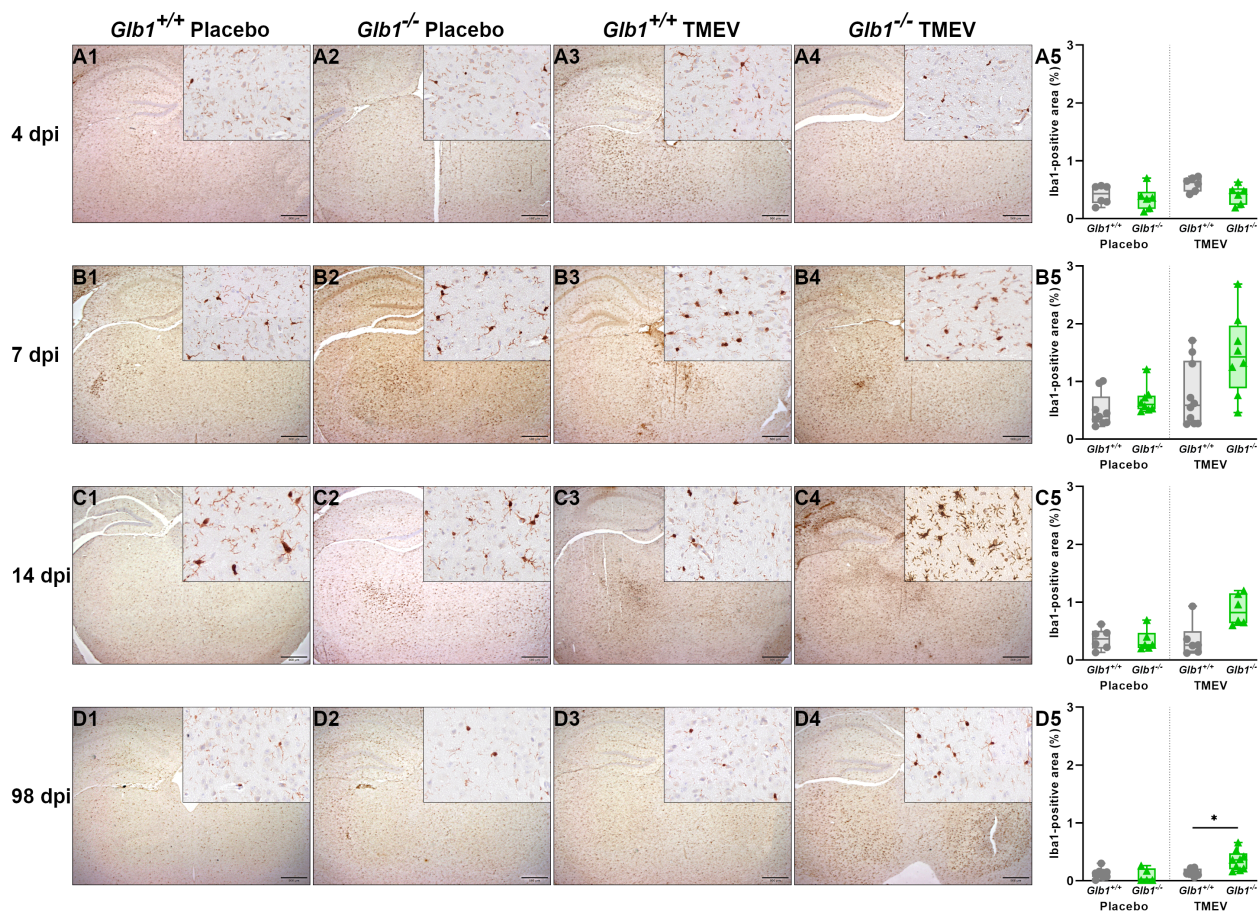 Glb1+/+ Placebo Glb1-/- Placebo Glb1+/+ TMEV Glb1-/- TMEV
4 dpi
A1 A2 A3 A4 A5
Iba1-positive area (%)
3
2
1
0
Glb1+/+ Glb1-/- Glb1+/+ Glb1-/-
Placebo TMEV
7 dpi
B1 B2 B3 B4 B5
Iba1-positive area (%)
3
2
1
0
Glb1+/+ Glb1-/- Glb1+/+ Glb1-/-
Placebo TMEV
14 dpi
C1 C2 C3 C4 C5
Iba1-positive area (%)
3
2
1
0
Glb1+/+ Glb1-/- Glb1+/+ Glb1-/-
Placebo TMEV
98 dpi
D1 D2 D3 D4 D5
Iba1-positive area (%)
3
2
1
0
*
Glb1+/+ Glb1-/- Glb1+/+ Glb1-/-
Placebo TMEV